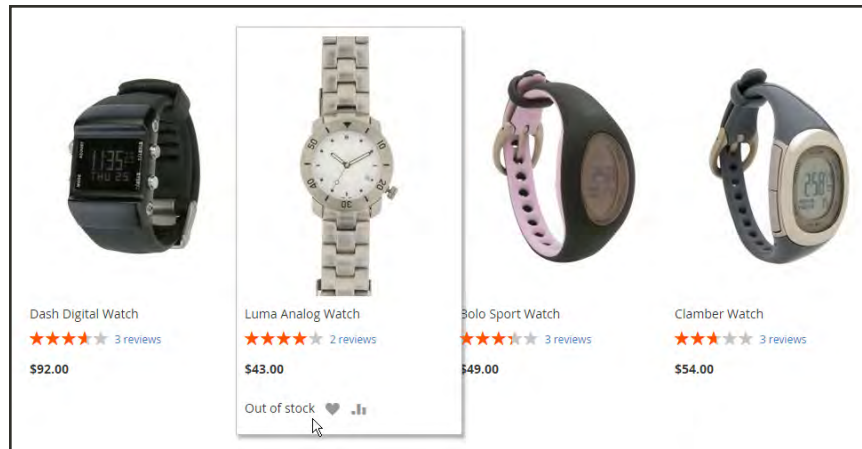 Dash Digital Watch
3 reviews
$92.00
Luma Analog Watch
2 reviews
$43.00
Out of stock
Bolo Sport Watch
3 reviews
$49.00
Clamber Watch
3 reviews
$54.00